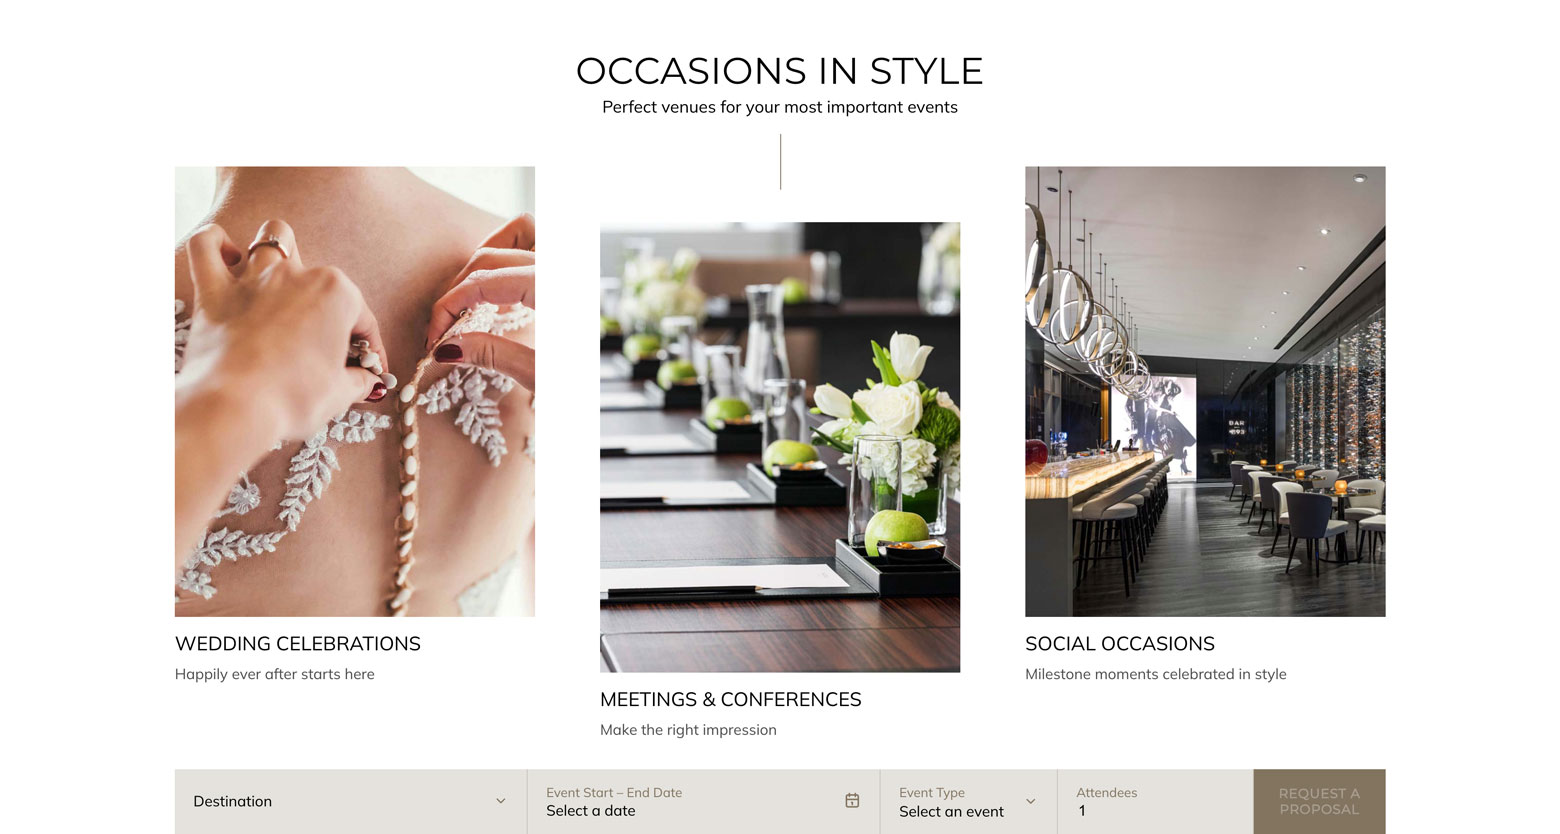 OCCASIONS IN STYLE
Perfect venues for your most important events
BAR
WEDDING CELEBRATIONS
Happily ever after starts here
MEETINGS & CONFERENCES
Make the right impression
SOCIAL OCCASIONS
Milestone moments celebrated in style
Destination
Event Start – End Date
Select a date
Event Type
Select an event
Attendees
1
REQUEST A
PROPOSAL